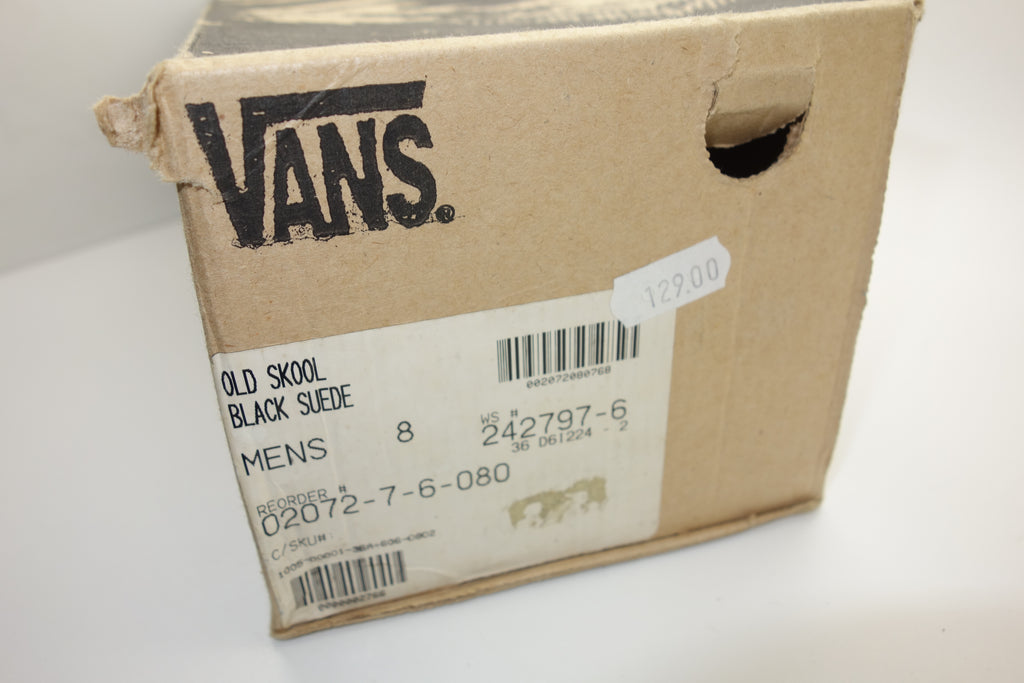 VANS®
129.00
OLD SKOOL
BLACK SUEDE
002072080768
MENS 8
WS #
242797-6
36 D61224 - 2
REORDER #
02072-7-6-080
C/SKU#: